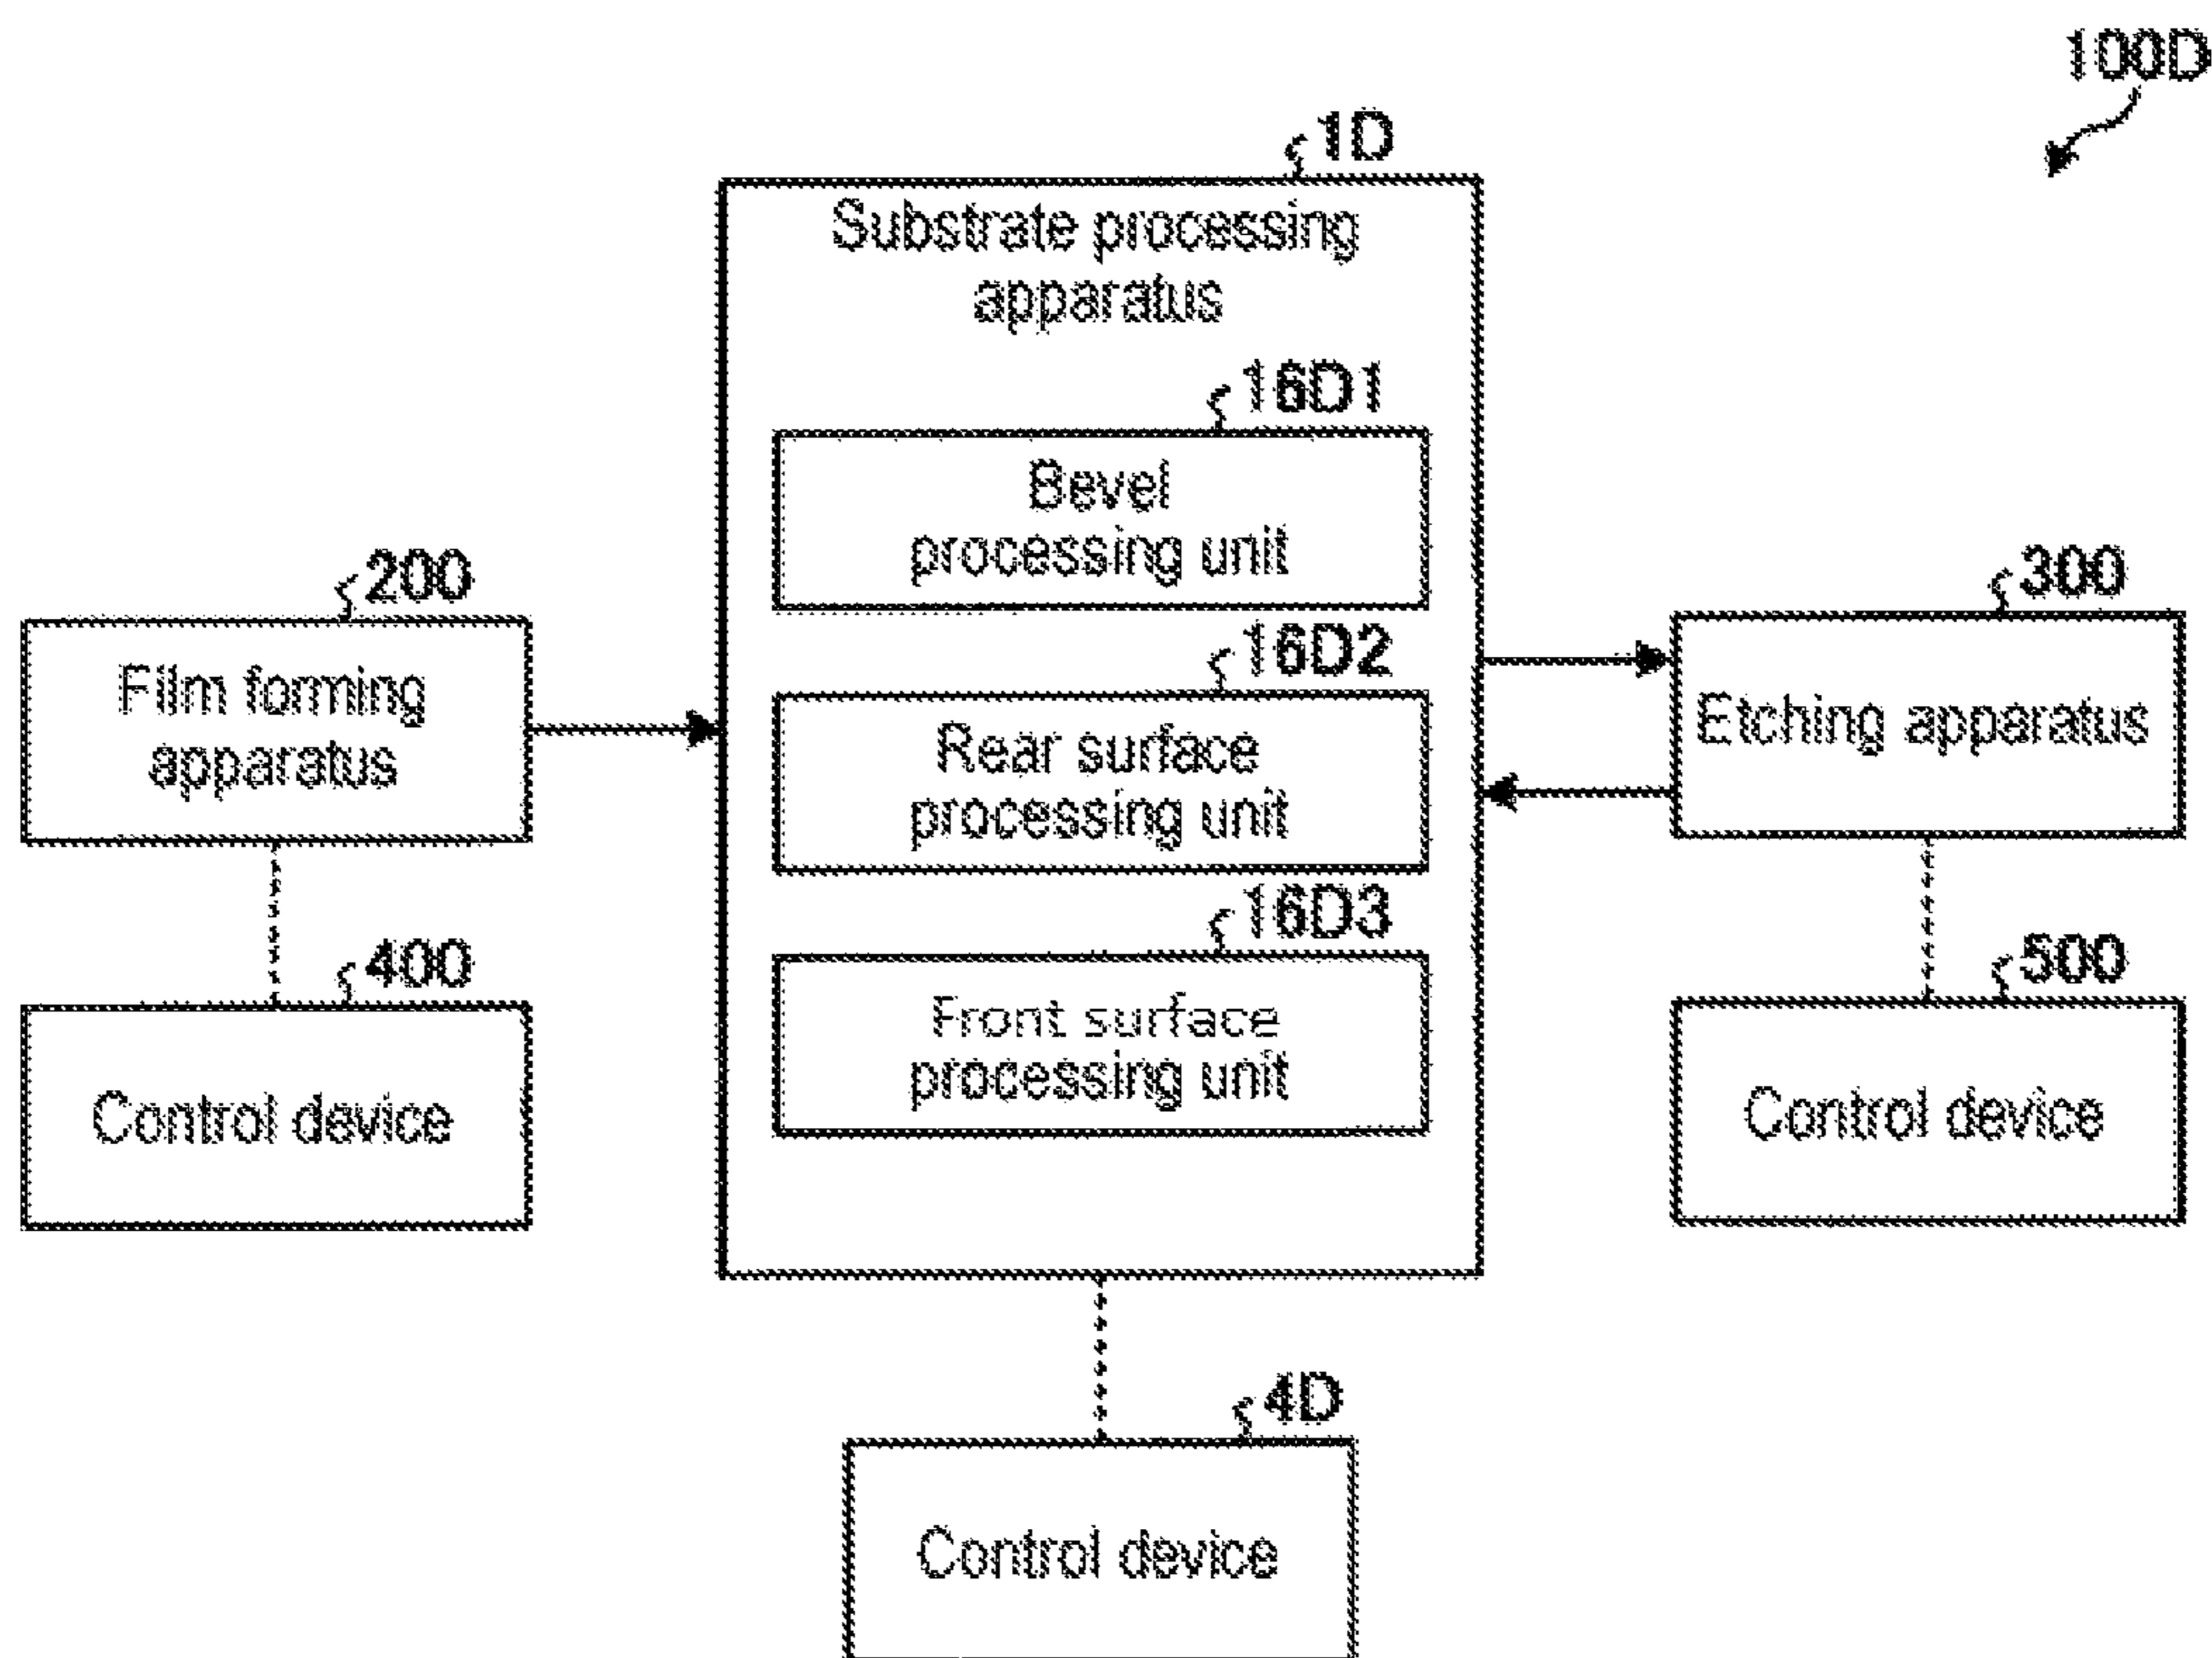 100D
1D
Substrate processing
apparatus
16D1
Bevel
processing unit
200
Film forming
apparatus
16D2
Rear surface
processing unit
300
Etching apparatus
16D3
Front surface
processing unit
400
Control device
500
Control device
4D
Control device